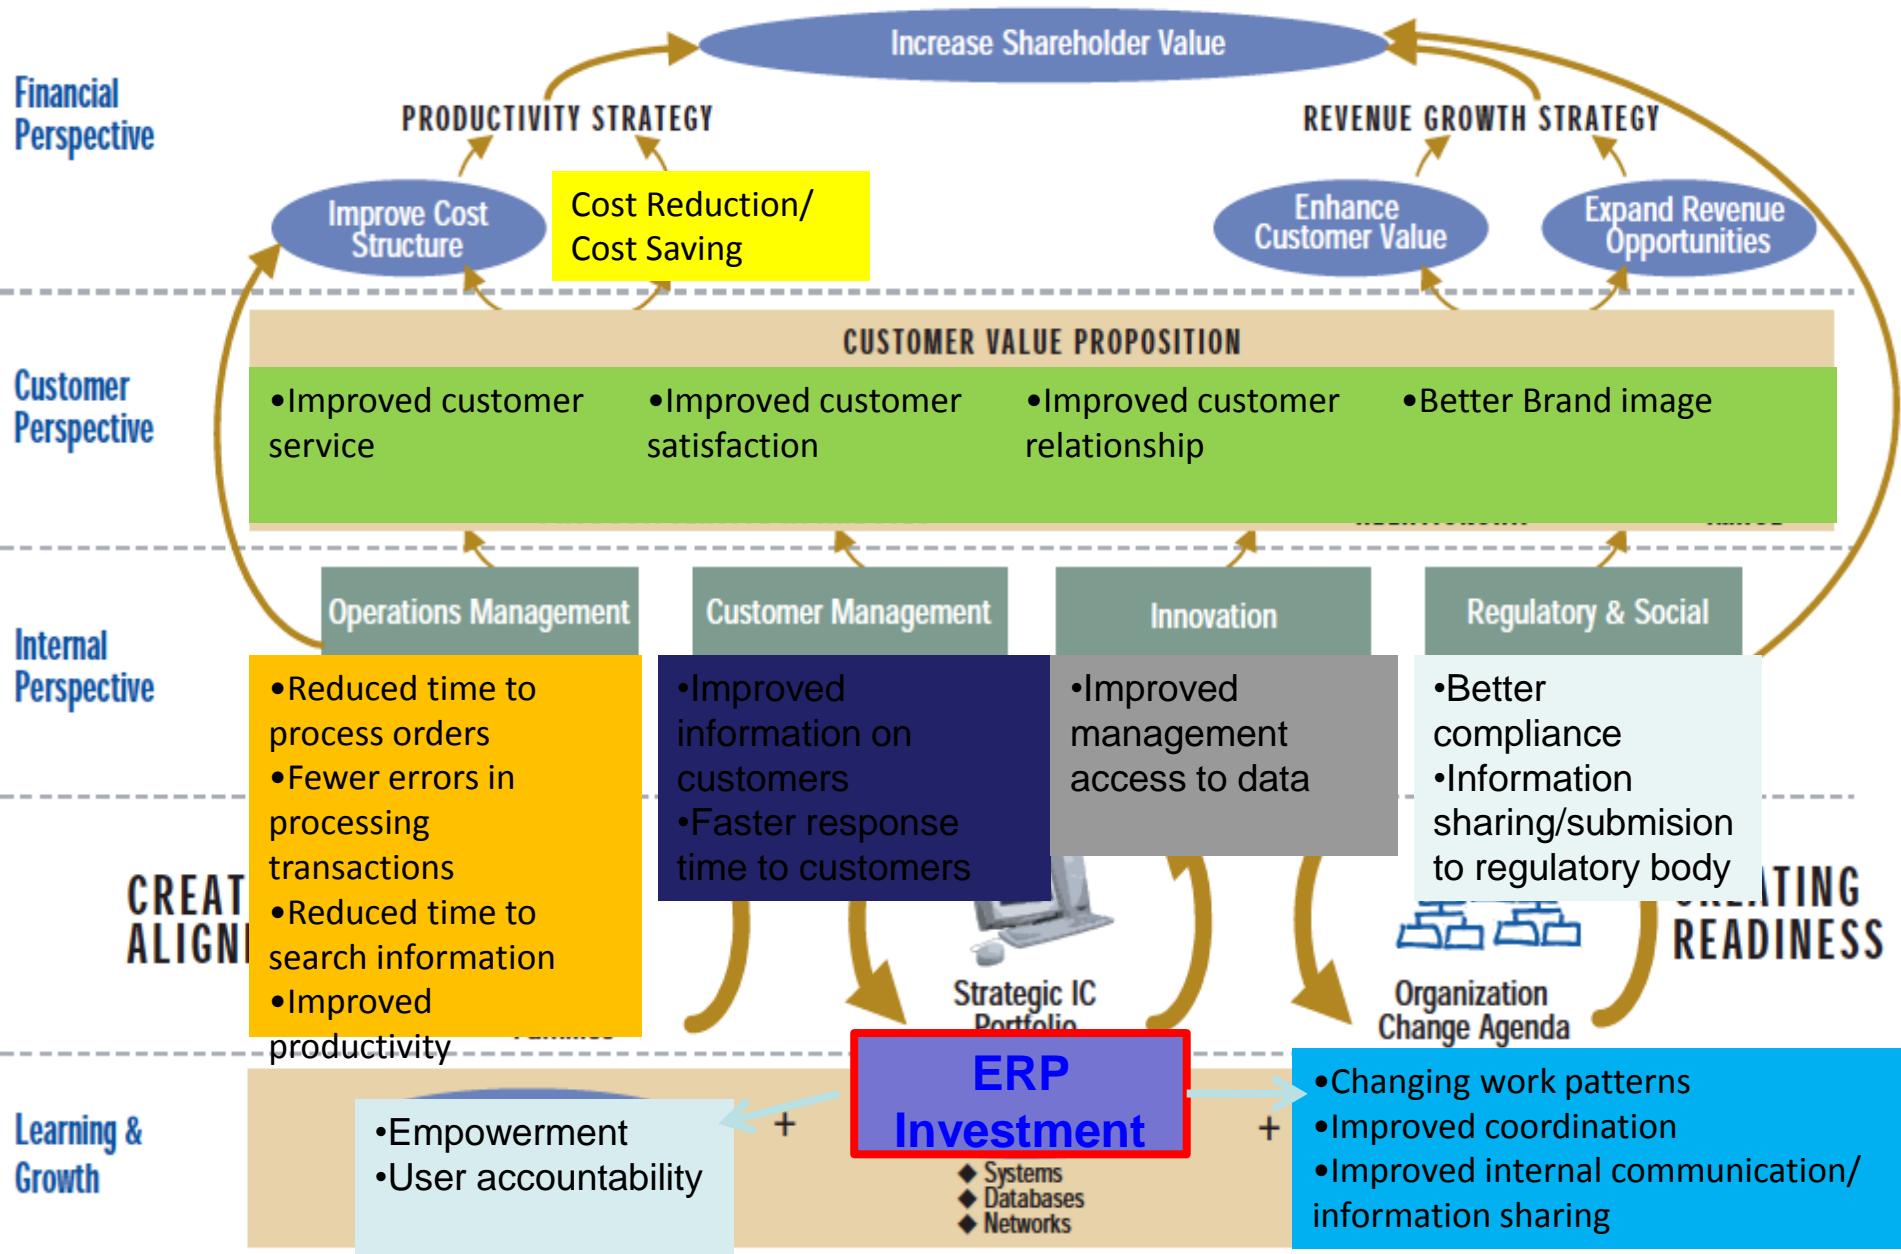 Increase Shareholder Value
Financial
Perspective
PRODUCTIVITY STRATEGY
REVENUE GROWTH STRATEGY
Improve Cost
Structure
Cost Reduction/
Cost Saving
Enhance
Customer Value
Expand Revenue
Opportunities
CUSTOMER VALUE PROPOSITION
Customer
Perspective
•Improved customer
service
•Improved customer
satisfaction
•Improved customer
relationship
•Better Brand image
Internal
Perspective
Operations Management
Customer Management
Innovation
Regulatory & Social
•Reduced time to
process orders
•Fewer errors in
processing
transactions
•Reduced time to
search information
•Improved
productivity
•Improved
information on
customers
•Faster response
time to customers
•Improved
management
access to data
•Better
compliance
•Information
sharing/submision
to regulatory body
CREAT
ALIGN
READINESS
Strategic IC
Portfolio
Organization
Change Agenda
Learning &
Growth
•Empowerment
•User accountability
+
ERP
Investment
◆ Systems
◆ Databases
◆ Networks
+
•Changing work patterns
•Improved coordination
•Improved internal communication/
information sharing